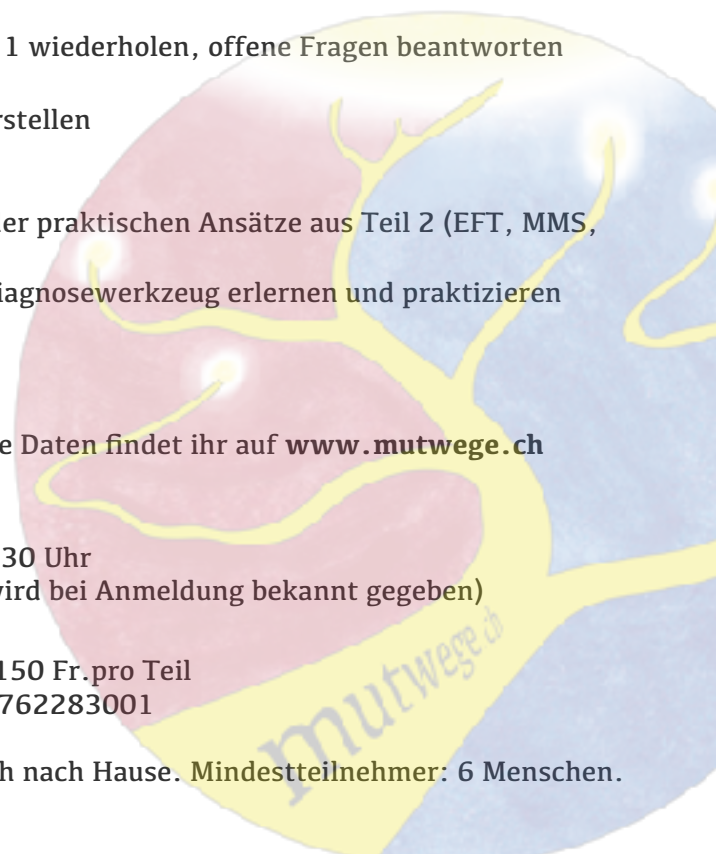 1 wiederholen, offene Fragen beantworten
rstellen
er praktischen Ansätze aus Teil 2 (EFT, MMS,
iagnosewerkzeug erlernen und praktizieren
e Daten findet ihr auf www.mutwege.ch
30 Uhr
vird bei Anmeldung bekannt gegeben)
150 Fr.pro Teil
762283001
mutwege.ch
h nach Hause. Mindestteilnehmer: 6 Menschen.